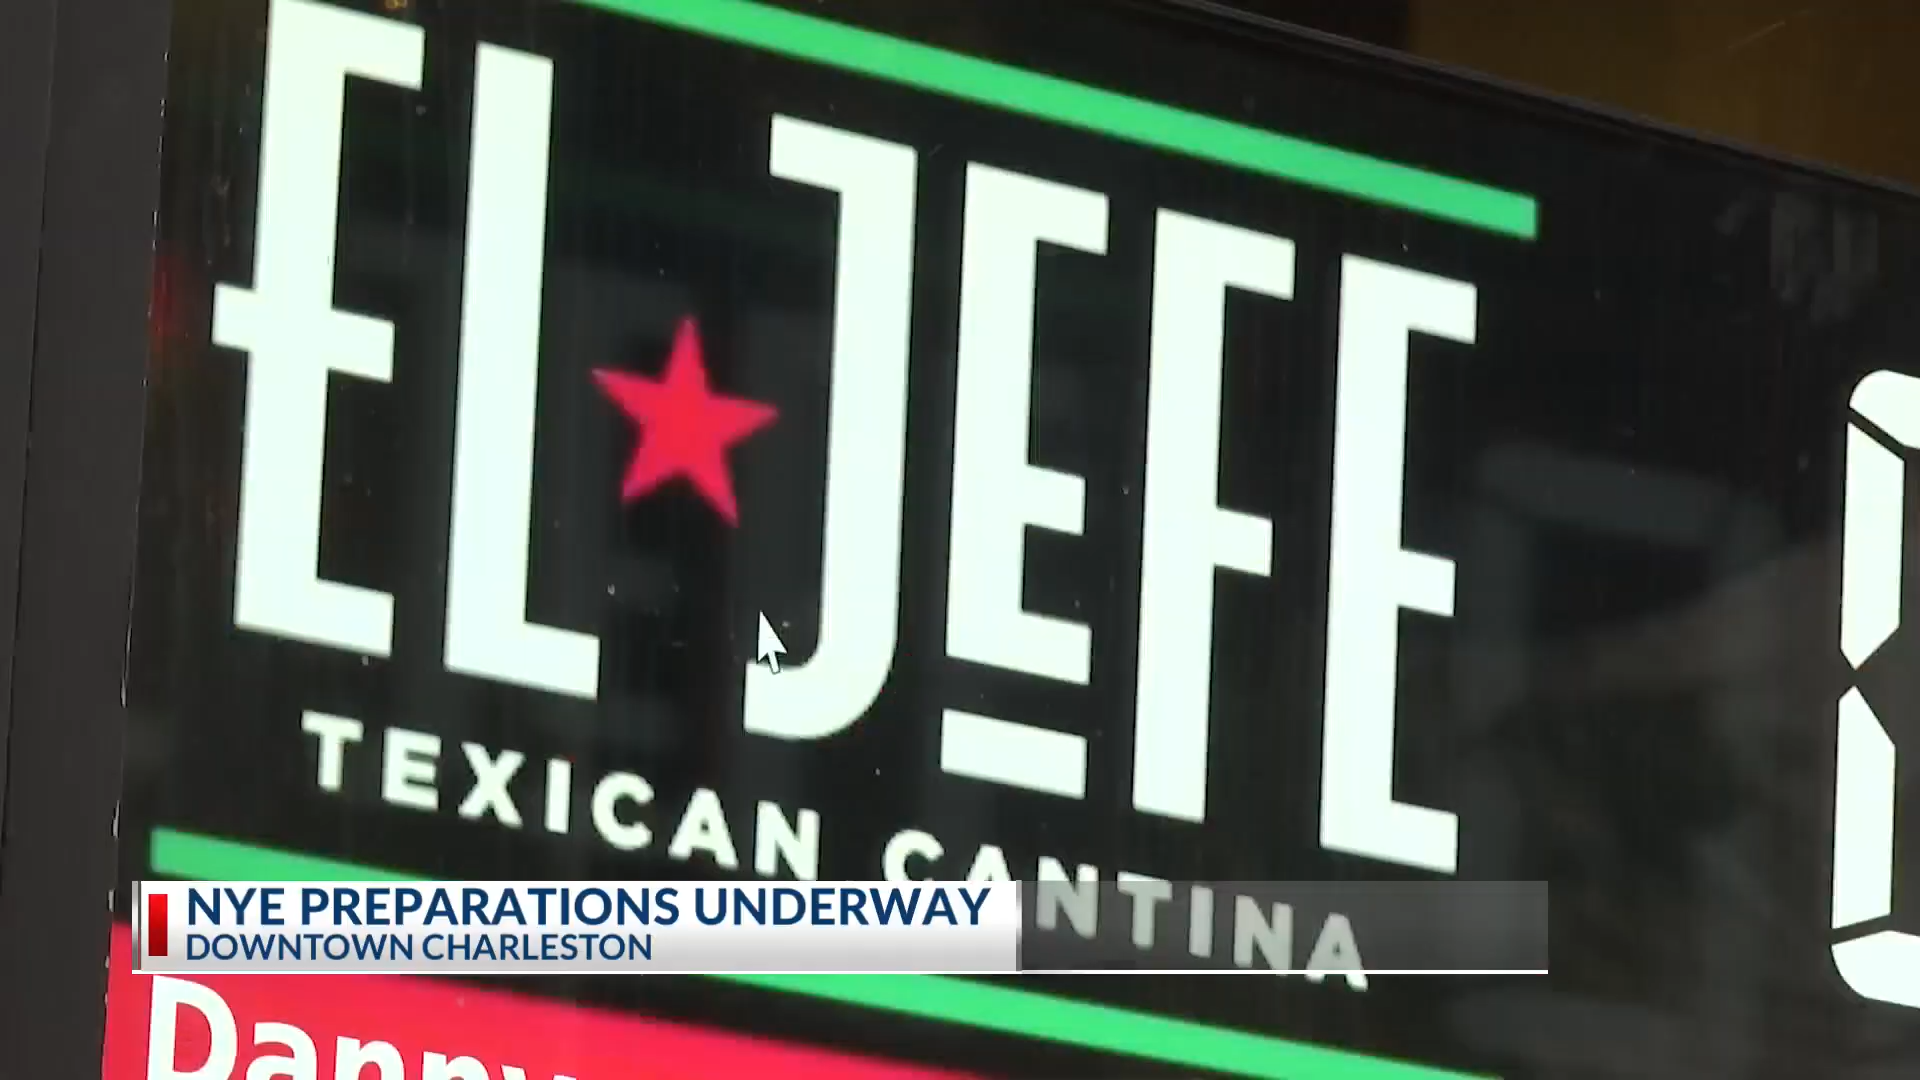 EL JEFE
TEXICAN CANTINA
NYE PREPARATIONS UNDERWAY
DOWNTOWN CHARLESTON